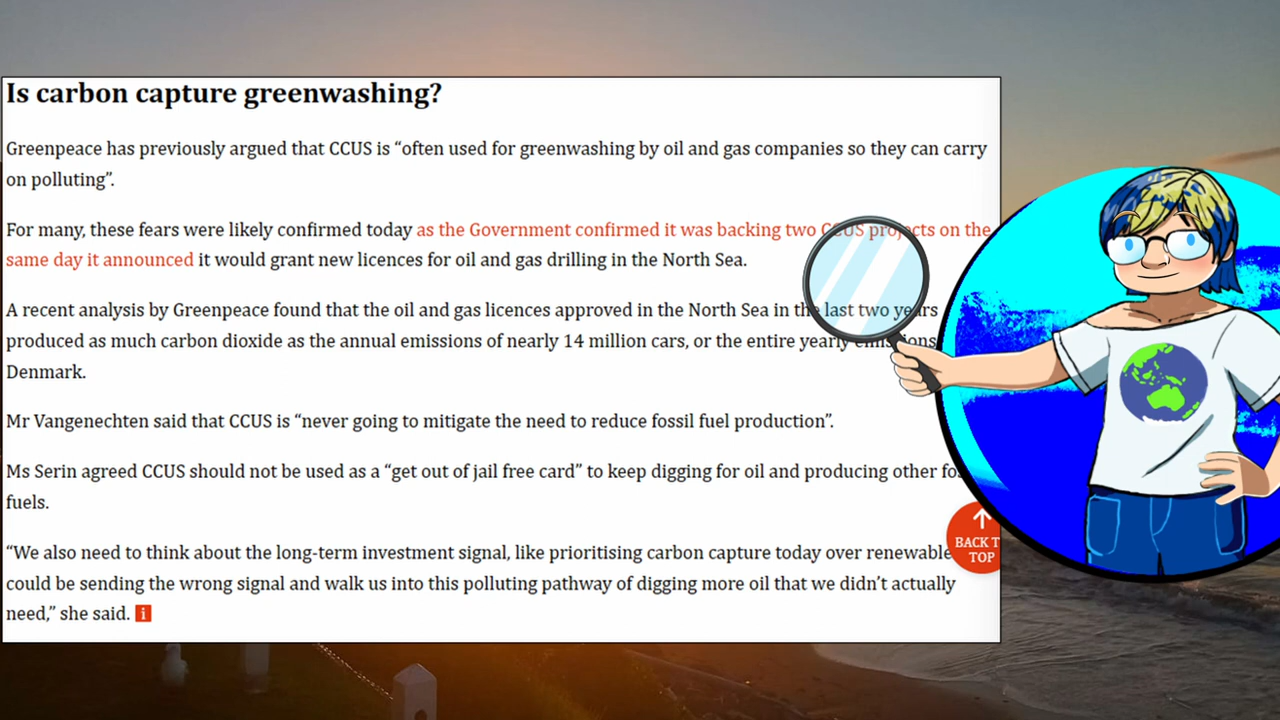 Is carbon capture greenwashing?
Greenpeace has previously argued that CCUS is “often used for greenwashing by oil and gas companies so they can carry
on polluting”.
For many, these fears were likely confirmed today as the Government confirmed it was backing two CCUS projects on the
same day it announced it would grant new licences for oil and gas drilling in the North Sea.
A recent analysis by Greenpeace found that the oil and gas licences approved in the North Sea in the last two years
produced as much carbon dioxide as the annual emissions of nearly 14 million cars, or the entire yearly emissions
Denmark.
Mr Vangenechten said that CCUS is “never going to mitigate the need to reduce fossil fuel production”.
Ms Serin agreed CCUS should not be used as a “get out of jail free card” to keep digging for oil and producing other
fuels.
“We also need to think about the long-term investment signal, like prioritising carbon capture today over renewable
could be sending the wrong signal and walk us into this polluting pathway of digging more oil that we didn’t actually
need,” she said. i
BACK
TOP